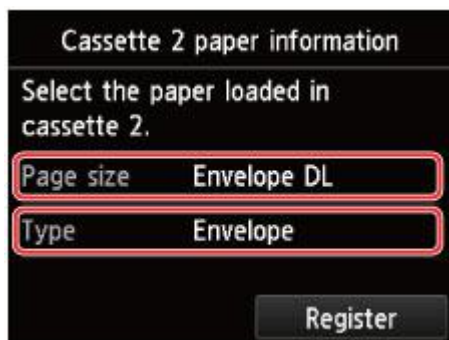 Cassette 2 paper information
Select the paper loaded in
cassette 2.
Page size Envelope DL
Type Envelope
Register